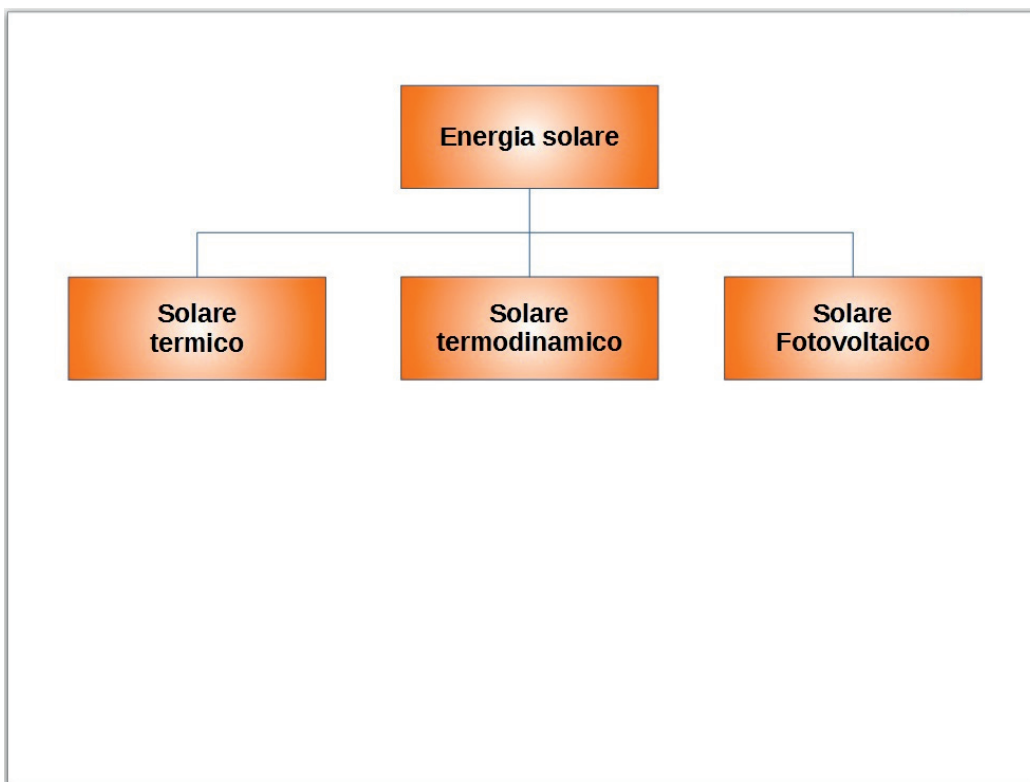 Energia solare
Solare
termico
Solare
termodinamico
Solare
Fotovoltaico